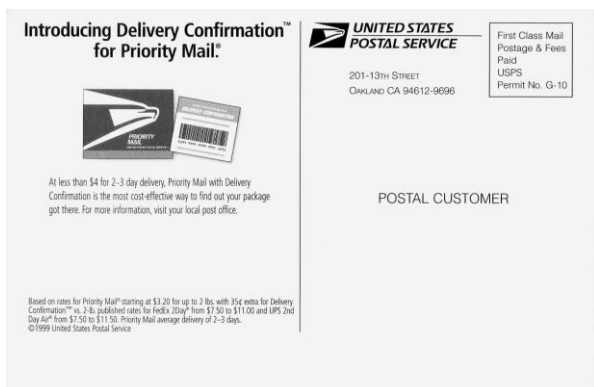 Introducing Delivery Confirmation™
for Priority Mail®.
PRIORITY
MAIL
DELIVERY CONFIRMATION
At less than $4 for 2–3 day delivery, Priority Mail with Delivery
Confirmation is the most cost-effective way to find out your package
got there. For more information, visit your local post office.
Based on rates for Priority Mail® starting at $3.20 for up to 2 lbs. with 35¢ extra for Delivery
Confirmation™ vs. 2-lb. published rates for FedEx 2Day® from $7.50 to $11.00 and UPS 2nd
Day Air® from $7.50 to $11.50. Priority Mail average delivery of 2–3 days.
©1999 United States Postal Service
UNITED STATES
POSTAL SERVICE
201-13TH STREET
OAKLAND CA 94612-9696
First Class Mail
Postage & Fees
Paid
USPS
Permit No. G-10
POSTAL CUSTOMER